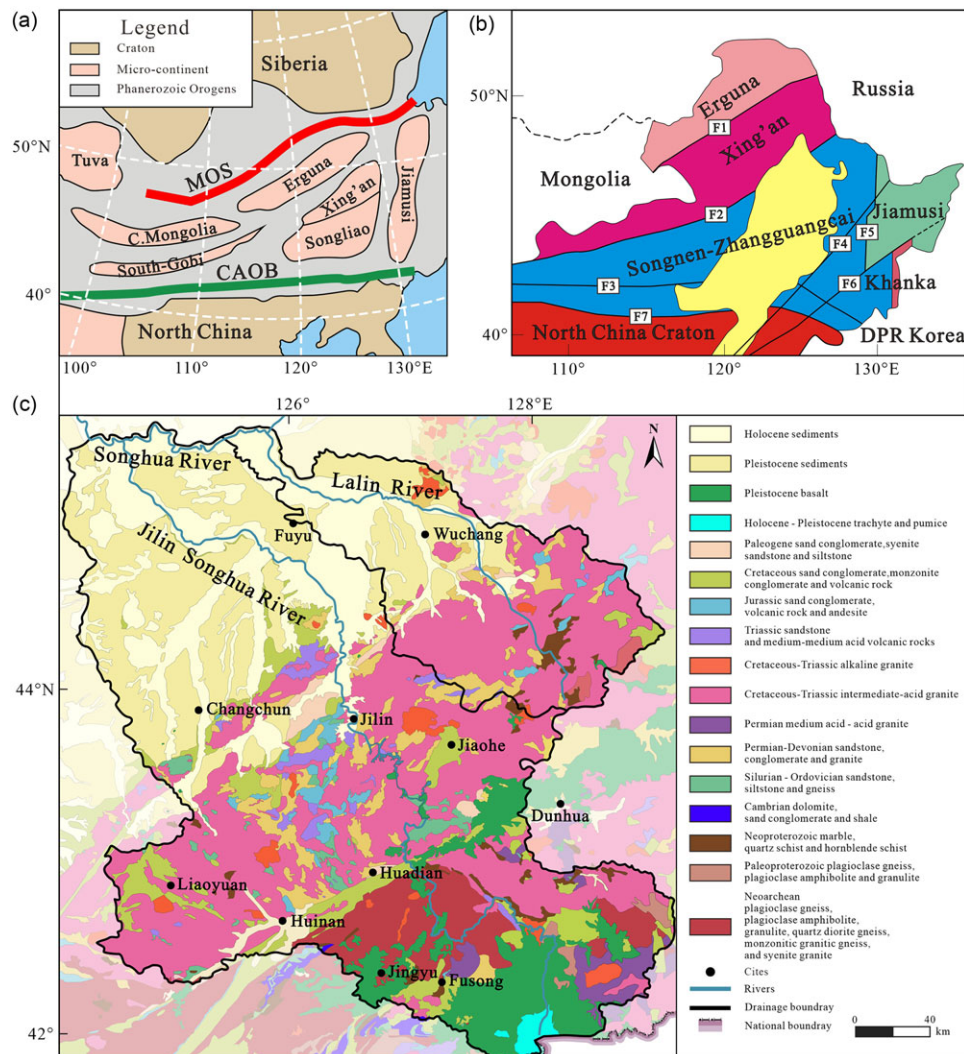 (a)
Legend
Craton
Micro-continent
Phanerozoic Orogens
Siberia
50°N
Tuva
MOS
Erguna
Xing'an
Jiamusi
C.Mongolia
Songliao
South-Gobi
CAOB
40°
North China
100°
110°
120°
130°E
(b)
50°N
Russia
Erguna
F1
Xing'an
Mongolia
F2
Jiamusi
F5
F4
Songnen-Zhangguangcai
F3
F6
Khanka
F7
North China Craton
DPR Korea
40°
110°
120°
130°E
(c)
126°
128°E
N
Songhua River
Lalin River
Fuyu
Wuchang
Jilin Songhua River
44°N
Changchun
Jilin
Jiaohe
Dunhua
Huadian
Liaoyuan
Huinan
Jingyu
Fusong
42°
Holocene sediments
Pleistocene sediments
Pleistocene basalt
Holocene - Pleistocene trachyte and pumice
Paleogene sand conglomerate,syenite
sandstone and siltstone
Cretaceous sand conglomerate,monzonite
conglomerate and volcanic rock
Jurassic sand conglomerate,
volcanic rock and andesite
Triassic sandstone
and medium-medium acid volcanic rocks
Cretaceous-Triassic alkaline granite
Cretaceous-Triassic intermediate-acid granite
Permian medium acid - acid granite
Permian-Devonian sandstone,
conglomerate and granite
Silurian - Ordovician sandstone,
siltstone and gneiss
Cambrian dolomite,
sand conglomerate and shale
Neoproterozoic marble,
quartz schist and hornblende schist
Paleoproterozoic plagioclase gneiss,
plagioclase amphibolite and granulite
Neoarchean
plagioclase gneiss,
plagioclase amphibolite,
granulite, quartz diorite gneiss,
monzonitic granitic gneiss,
and syenite granite
Cites
Rivers
Drainage boundray
National boundray
0
40
km